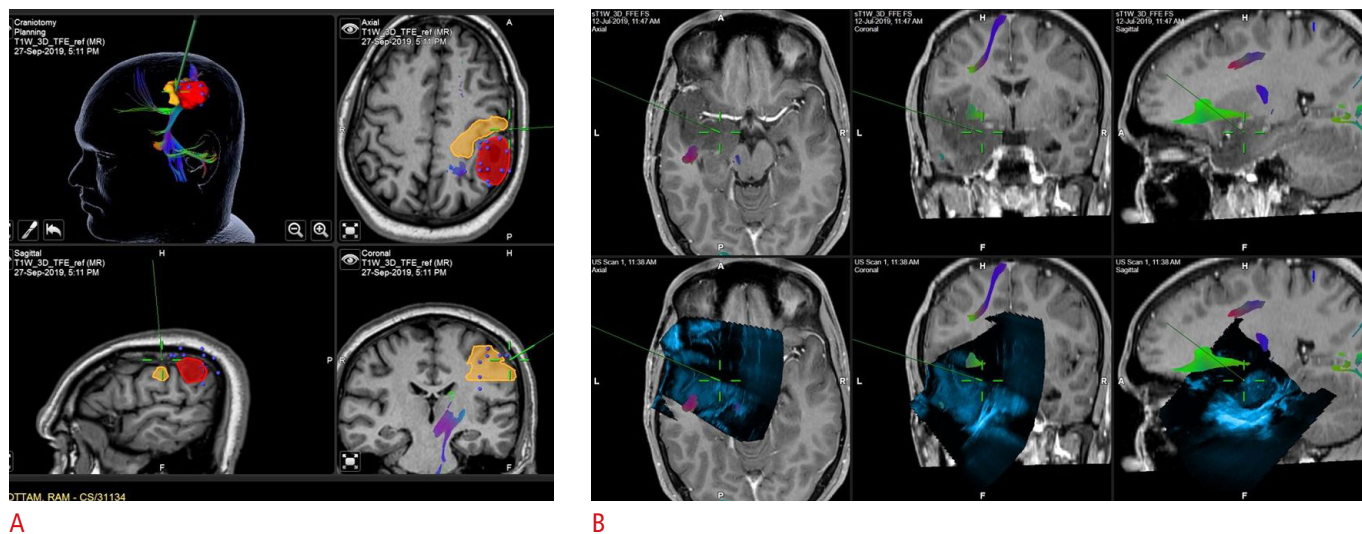 Craniotomy
Planning
T1W_3D_TFE_ref (MR)
27-Sep-2019, 5:11 PM
Axial
T1W_3D_TFE_ref (MR)
27-Sep-2019, 5:11 PM
A
R
P
Sagittal
T1W_3D_TFE_ref (MR)
27-Sep-2019, 5:11 PM
H
P
F
Coronal
T1W_3D_TFE_ref (MR)
27-Sep-2019, 5:11 PM
H
R
F
OTTAM, RAM - CS/31134
A
sT1W_3D_FFE FS
12-Jul-2019, 11:47 AM
Axial
A
L
R
P
sT1W_3D_FFE FS
12-Jul-2019, 11:47 AM
Coronal
H
L
R
F
sT1W_3D_FFE FS
12-Jul-2019, 11:47 AM
Sagittal
H
A
F
US Scan 1, 11:38 AM
Axial
A
L
R
P
US Scan 1, 11:38 AM
Coronal
H
L
R
F
US Scan 1, 11:38 AM
Sagittal
H
A
F
B